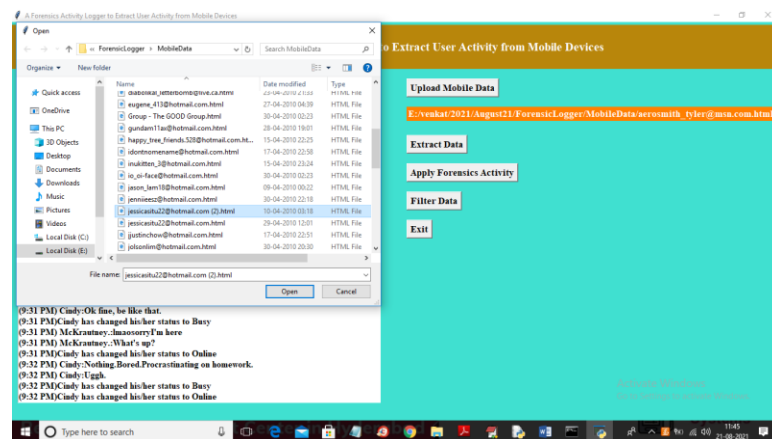 A Forensics Activity Logger to Extract User Activity from Mobile Devices
Open
« ForensicLogger > MobileData
Search MobileData
to Extract User Activity from Mobile Devices
Organize
New folder
Name
Date modified
Type
Quick access
OneDrive
This PC
3D Objects
Desktop
Documents
Downloads
Music
Pictures
Videos
Local Disk (C:)
Local Disk (E:)
diabolikal_letterbomb@live.ca.html 23-04-2010 21:33 HTML File
eugene_413@hotmail.com.html 27-04-2010 04:39 HTML File
Group - The GOOD Group.html 30-04-2010 02:23 HTML File
gundam11ax@hotmail.com.html 28-04-2010 19:01 HTML File
happy_tree_friends.528@hotmail.com.ht... 15-04-2010 22:25 HTML File
idontnomename@hotmail.com.html 17-04-2010 22:58 HTML File
inukitten_3@hotmail.com.html 15-04-2010 23:24 HTML File
io_oi-face@hotmail.com.html 30-04-2010 02:23 HTML File
jason_lam18@hotmail.com.html 09-04-2010 00:22 HTML File
jennieesz@hotmail.com.html 30-04-2010 22:18 HTML File
jessicasitu22@hotmail.com (2).html 10-04-2010 03:18 HTML File
jessicasitu22@hotmail.com.html 29-04-2010 12:01 HTML File
jjustinchow@hotmail.com.html 17-04-2010 22:51 HTML File
jolsonlim@hotmail.com.html 30-04-2010 20:30 HTML File
File name: jessicasitu22@hotmail.com (2).html
Open
Cancel
Upload Mobile Data
E:/venkat/2021/August21/ForensicLogger/MobileData/aerosmith_tyler@msn.com.html
Extract Data
Apply Forensics Activity
Filter Data
Exit
(9:31 PM) Cindy:Ok fine, be like that.
(9:31 PM)Cindy has changed his/her status to Busy
(9:31 PM) McKrautney.:lmaosorryI'm here
(9:31 PM) McKrautney.:What's up?
(9:31 PM)Cindy has changed his/her status to Online
(9:32 PM) Cindy:Nothing.Bored.Procrastinating on homework.
(9:32 PM) Cindy:Uggh.
(9:32 PM)Cindy has changed his/her status to Busy
(9:32 PM)Cindy has changed his/her status to Online
Activate Windows
Type here to search
11:45
21-08-2021